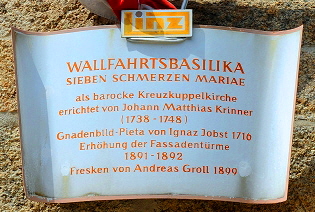 linz
WALLFAHRTSBASILIKA
SIEBEN SCHMERZEN MARIAE
als barocke Kreuzkuppelkirche
errichtet von Johann Matthias Krinner
(1738 - 1748)
Gnadenbild-Pieta von Ignaz Jobst 1716
Erhöhung der Fassadentürme
1891 - 1892
Fresken von Andreas Groll 1899